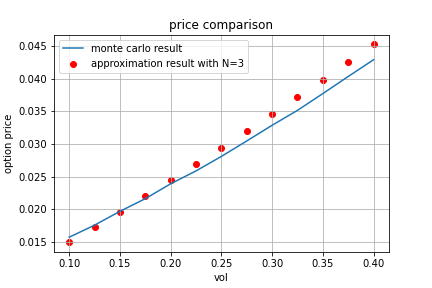 price comparison
monte carlo result
approximation result with N=3
option price
0.045
0.040
0.035
0.030
0.025
0.020
0.015
0.10 0.15 0.20 0.25 0.30 0.35 0.40
vol